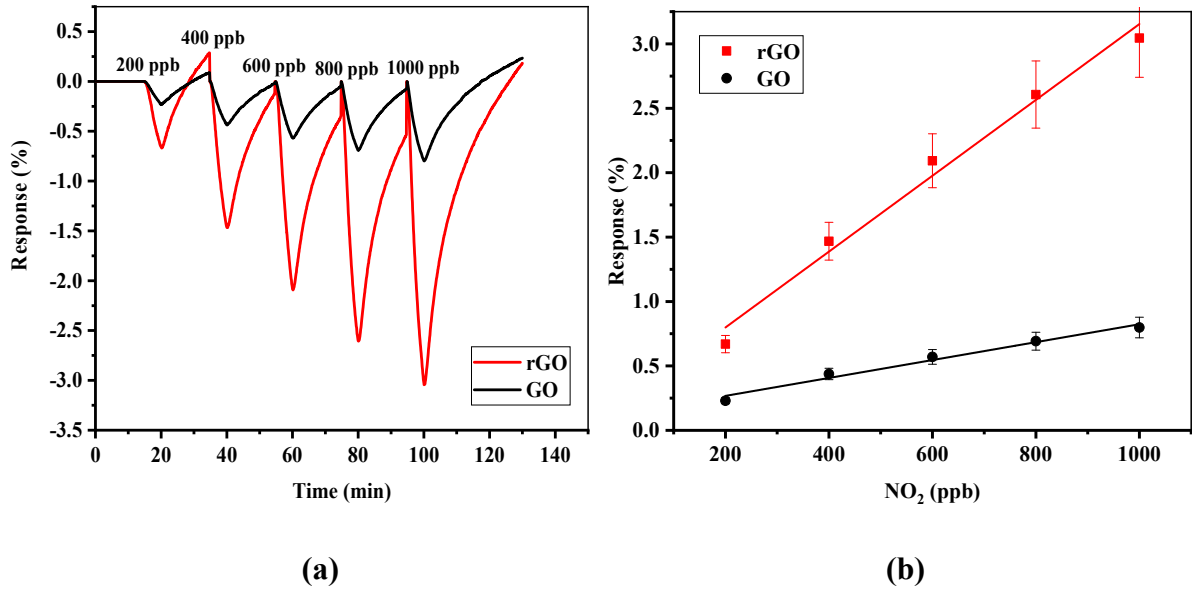 0.5
0.0
-0.5
-1.0
-1.5
-2.0
-2.5
-3.0
-3.5
Response (%)
200 ppb
400 ppb
600 ppb
800 ppb
1000 ppb
rGO
GO
0
20
40
60
80
100
120
140
Time (min)
(a)
3.0
2.5
2.0
1.5
1.0
0.5
0.0
Response (%)
rGO
GO
200
400
600
800
1000
NO₂ (ppb)
(b)